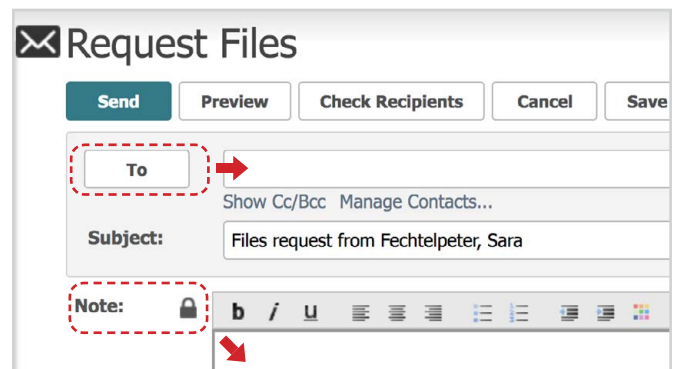 Request Files
Send Preview Check Recipients Cancel Save
To
Show Cc/Bcc Manage Contacts...
Subject: Files request from Fechtelpeter, Sara
Note: b i u